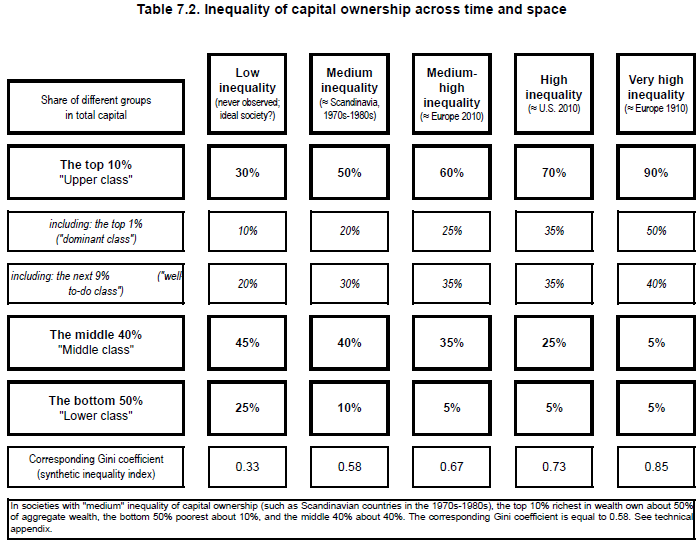 Table 7.2. Inequality of capital ownership across time and space
Share of different groups
in total capital
Low
inequality
(never observed;
ideal society?)
Medium
inequality
(≈ Scandinavia,
1970s-1980s)
Medium-
high
inequality
(≈ Europe 2010)
High
inequality
(≈ U.S. 2010)
Very high
inequality
(≈ Europe 1910)
The top 10%
"Upper class"
30%
50%
60%
70%
90%
including: the top 1%
("dominant class")
10%
20%
25%
35%
50%
including: the next 9% ("well-
to-do class")
20%
30%
35%
35%
40%
The middle 40%
"Middle class"
45%
40%
35%
25%
5%
The bottom 50%
"Lower class"
25%
10%
5%
5%
5%
Corresponding Gini coefficient
(synthetic inequality index)
0.33
0.58
0.67
0.73
0.85
In societies with "medium" inequality of capital ownership (such as Scandinavian countries in the 1970s-1980s), the top 10% richest in wealth own about 50%
of aggregate wealth, the bottom 50% poorest about 10%, and the middle 40% about 40%. The corresponding Gini coefficient is equal to 0.58. See technical
appendix.